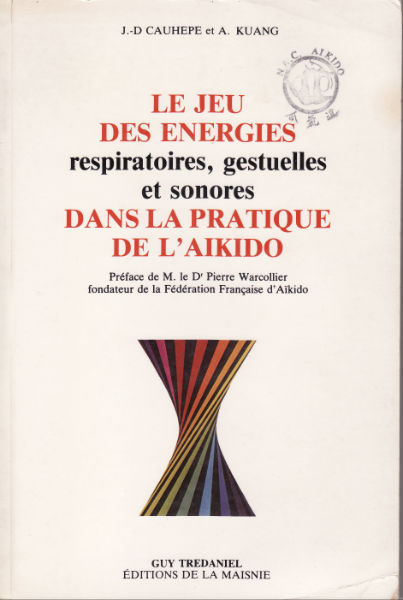 J.-D CAUHEPE et A. KUANG
N.B.C. AIKIDO
LE JEU
DES ENERGIES
respiratoires, gestuelles
et sonores
DANS LA PRATIQUE
DE L'AIKIDO
Préface de M. le Dr Pierre Warcollier
fondateur de la Fédération Française d'Aïkido
GUY TREDANIEL
ÉDITIONS DE LA MAISNIE